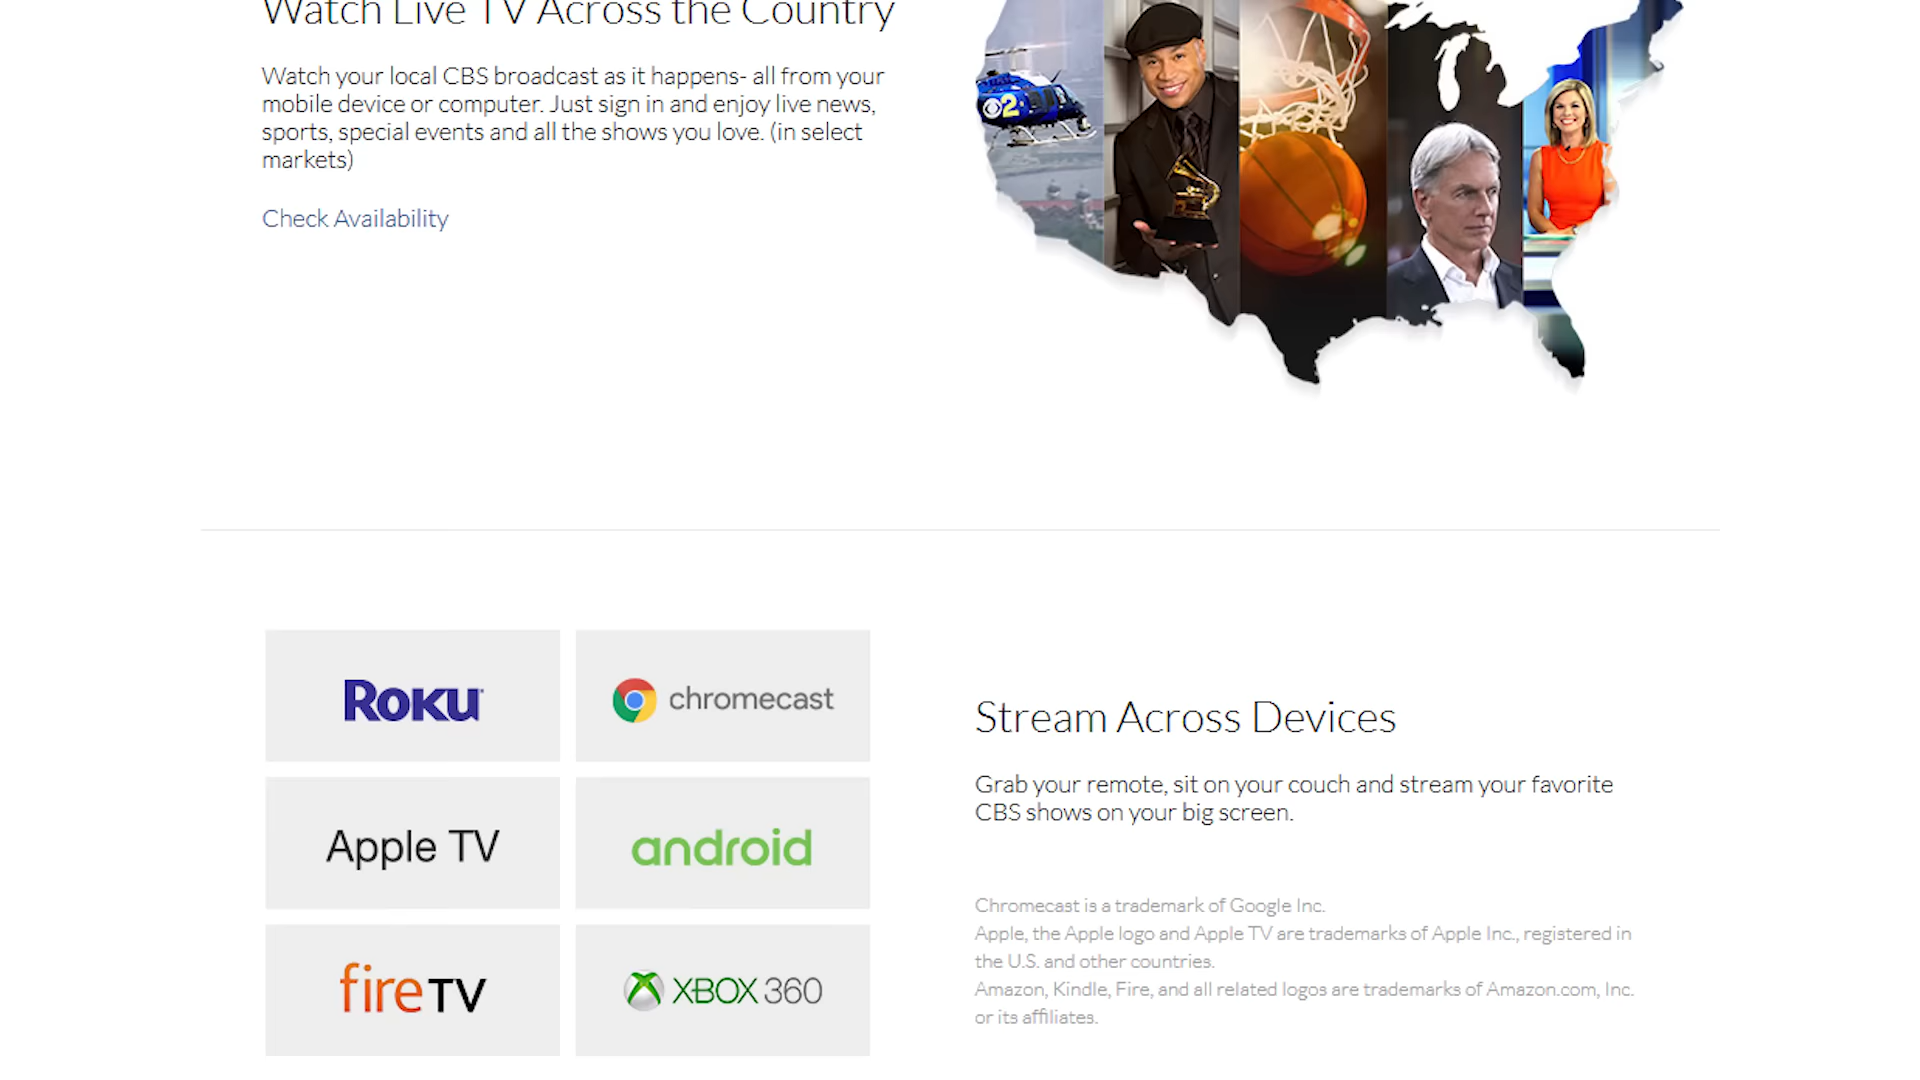 Watch Live TV Across the Country
Watch your local CBS broadcast as it happens- all from your
mobile device or computer. Just sign in and enjoy live news,
sports, special events and all the shows you love. (in select
markets)
Check Availability
2
ROKU
chromecast
Apple TV
android
fireTV
XBOX 360
Stream Across Devices
Grab your remote, sit on your couch and stream your favorite
CBS shows on your big screen.
Chromecast is a trademark of Google Inc.
Apple, the Apple logo and Apple TV are trademarks of Apple Inc., registered in
the U.S. and other countries.
Amazon, Kindle, Fire, and all related logos are trademarks of Amazon.com, Inc.
or its affiliates.